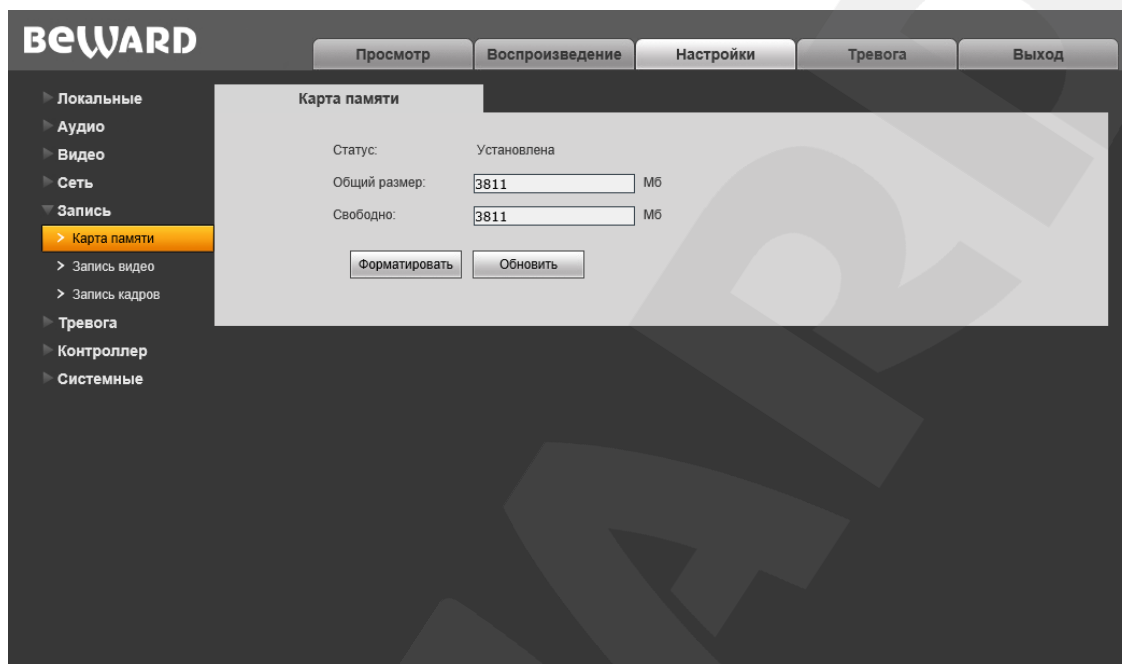 BEWARD
Просмотр Воспроизведение Настройки Тревога Выход
Локальные
Аудио
Видео
Сеть
Запись
> Карта памяти
> Запись видео
> Запись кадров
Тревога
Контроллер
Системные
Карта памяти
Статус: Установлена
Общий размер: 3811 Мб
Свободно: 3811 Мб
Форматировать Обновить